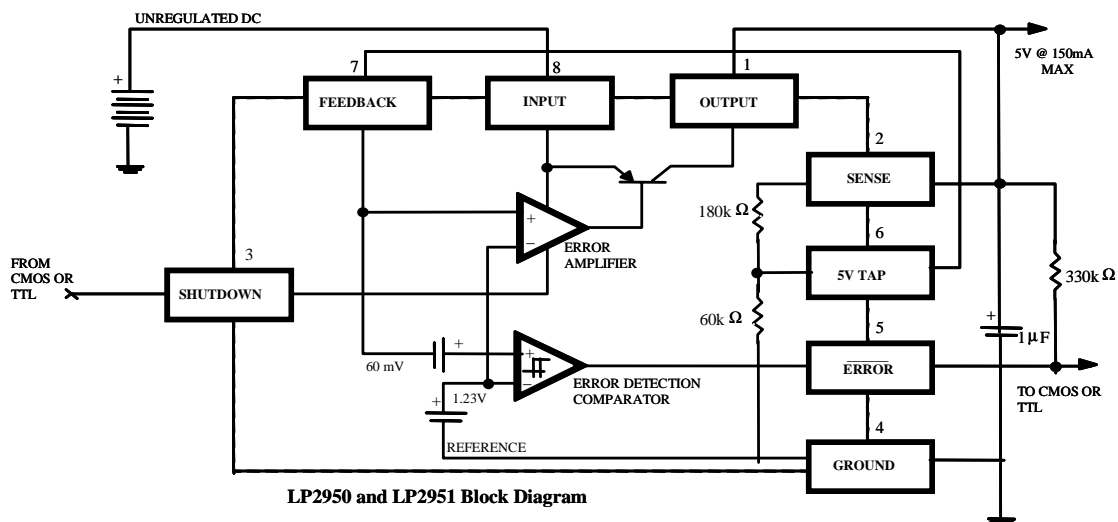 UNREGULATED DC
+
7
8
1
5V @ 150mA
MAX
FEEDBACK
INPUT
OUTPUT
2
SENSE
180k Ω
6
+
−
ERROR
AMPLIFIER
3
FROM
CMOS OR
TTL
SHUTDOWN
5V TAP
330k Ω
60k Ω
5
+
1µF
+
60 mV
+
−
ERROR
ERROR DETECTION
COMPARATOR
+
1.23V
TO CMOS OR
TTL
4
REFERENCE
GROUND
LP2950 and LP2951 Block Diagram